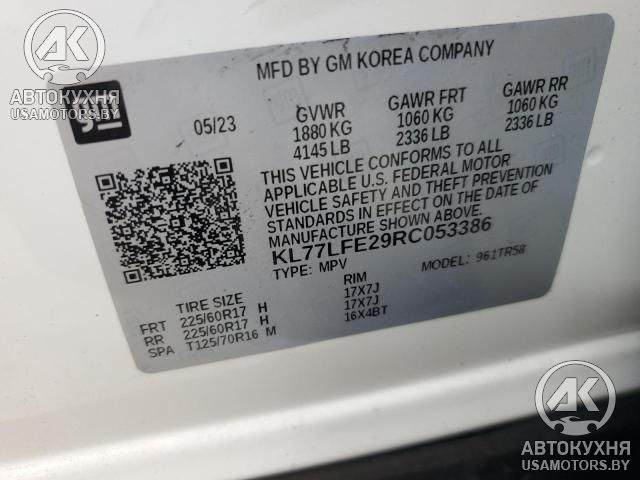 MFD BY GM KOREA COMPANY
GM
05/23
GVWR
1880 KG
4145 LB
GAWR FRT
1060 KG
2336 LB
GAWR RR
1060 KG
2336 LB
THIS VEHICLE CONFORMS TO ALL
APPLICABLE U.S. FEDERAL MOTOR
VEHICLE SAFETY AND THEFT PREVENTION
STANDARDS IN EFFECT ON THE DATE OF
MANUFACTURE SHOWN ABOVE.
KL77LFE29RC053386
TYPE: MPV
MODEL: 961TR58
TIRE SIZE
RIM
FRT 225/60R17 H 17X7J
RR 225/60R17 H 17X7J
SPA T125/70R16 M 16X4BT
AK
АВТОКУХНЯ
USAMOTORS.BY
AK
АВТОКУХНЯ
USAMOTORS.BY